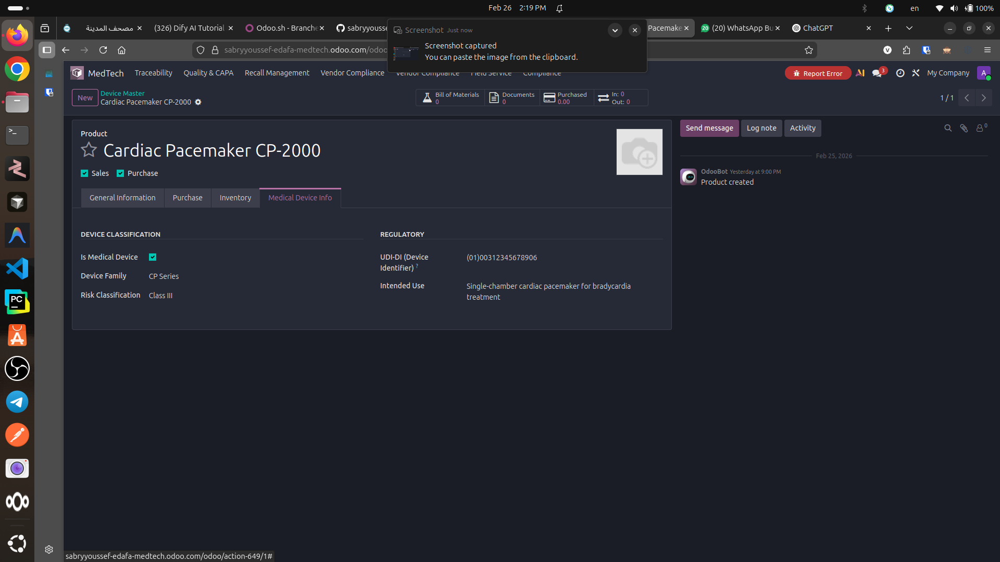 Feb 26 2:19 PM
en
100%
مصحف المدينة
(326) Dify AI Tutorial
Odoo.sh - Branche
sabryyousse
Pacemake
20
(20) WhatsApp Bu
ChatGPT
Screenshot Just now
Screenshot captured
You can paste the image from the clipboard.
sabryyoussef-edafa-medtech.odoo.com/odoo
V
MedTech
Traceability
Quality & CAPA
Recall Management
Vendor Compliance
Vendor Compliance
Field Service
Compliance
Report Error
AI
3
My Company
A
New
Device Master
Cardiac Pacemaker CP-2000
Bill of Materials
0
Documents
0
Purchased
0.00
In: 0
Out: 0
1 / 1
Product
Cardiac Pacemaker CP-2000
Sales
Purchase
Send message
Log note
Activity
0
Feb 25, 2026
OdooBot Yesterday at 9:00 PM
Product created
General Information
Purchase
Inventory
Medical Device Info
DEVICE CLASSIFICATION
Is Medical Device
Device Family CP Series
Risk Classification Class III
REGULATORY
UDI-DI (Device
Identifier) ?
(01)00312345678906
Intended Use
Single-chamber cardiac pacemaker for bradycardia
treatment
PC
sabryyoussef-edafa-medtech.odoo.com/odoo/action-649/1#